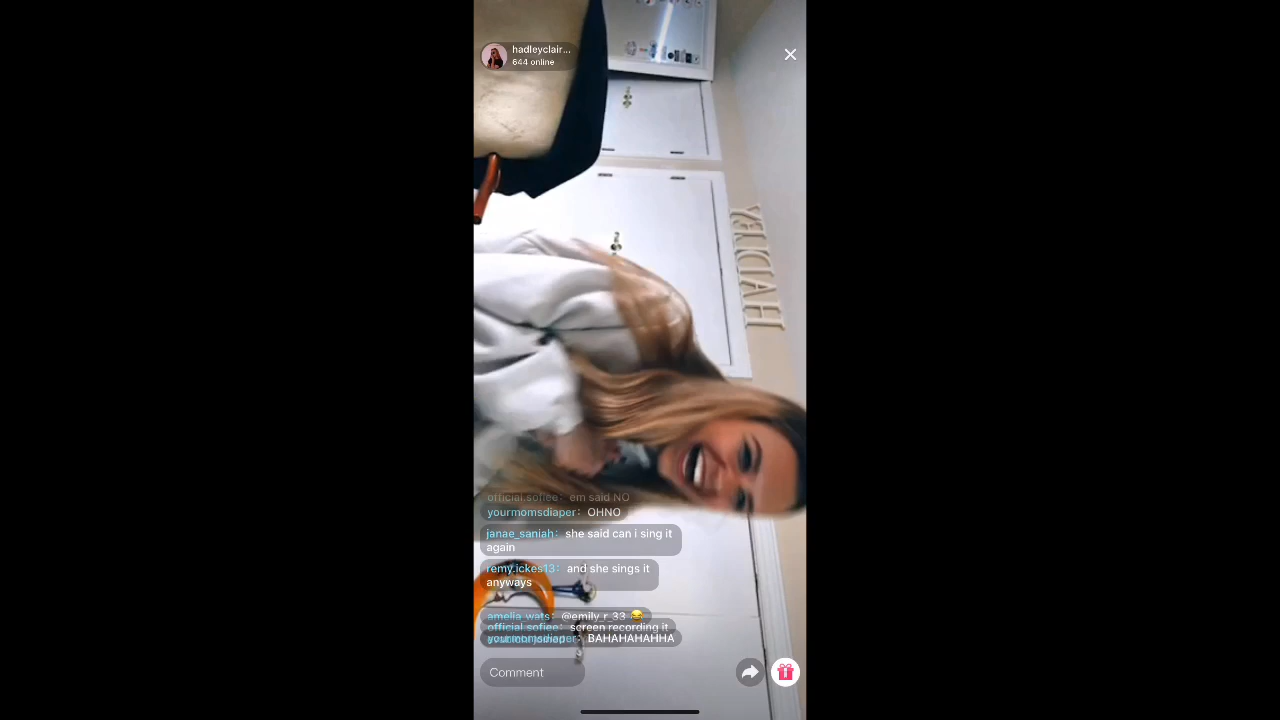 hadleyclair...
644 online
HADLEY
official.sofiee: em said NO
yourmomsdiaper: OHNO
janae_saniah: she said can i sing it
again
remy.ickes13: and she sings it
anyways
amelia_wats: @emily_r_33 😂
official.sofiee: screen recording it
yourmomsdiaper: BAHAHAHAHHA
Comment